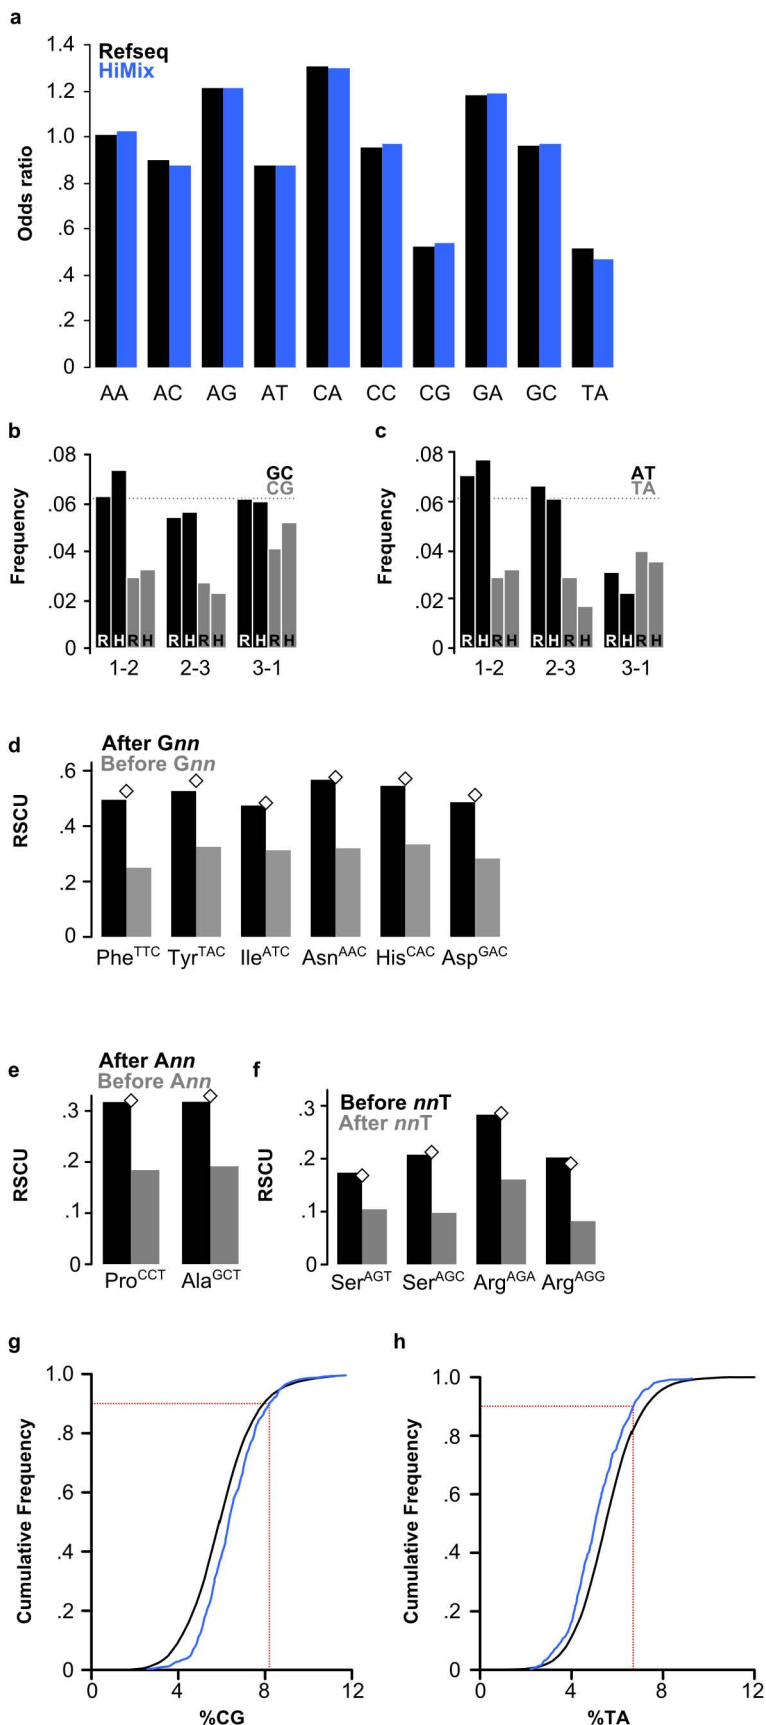 a
1.4
Refseq
HiMix
1.2
1.0
.8
.6
.4
.2
0
Odds ratio
AA AC AG AT CA CC CG GA GC TA
b
.08
.06
.04
.02
0
Frequency
GC
CG
R H R H R H R H R H R H
1-2 2-3 3-1
c
.08
.06
.04
.02
0
Frequency
AT
TA
R H R H R H R H R H R H
1-2 2-3 3-1
d
After Gnn
Before Gnn
.6
.4
.2
0
RSCU
PheTTC TyrTAC IleATC AsnAAC HisCAC AspGAC
e
After Ann
Before Ann
.3
.2
.1
0
RSCU
ProCCT AlaGCT
f
Before nnT
After nnT
.3
.2
.1
0
RSCU
SerAGT SerAGC ArgAGA ArgAGG
g
1.0
.8
.6
.4
.2
0
Cumulative Frequency
0 4 8 12
%CG
h
1.0
.8
.6
.4
.2
0
Cumulative Frequency
0 4 8 12
%TA